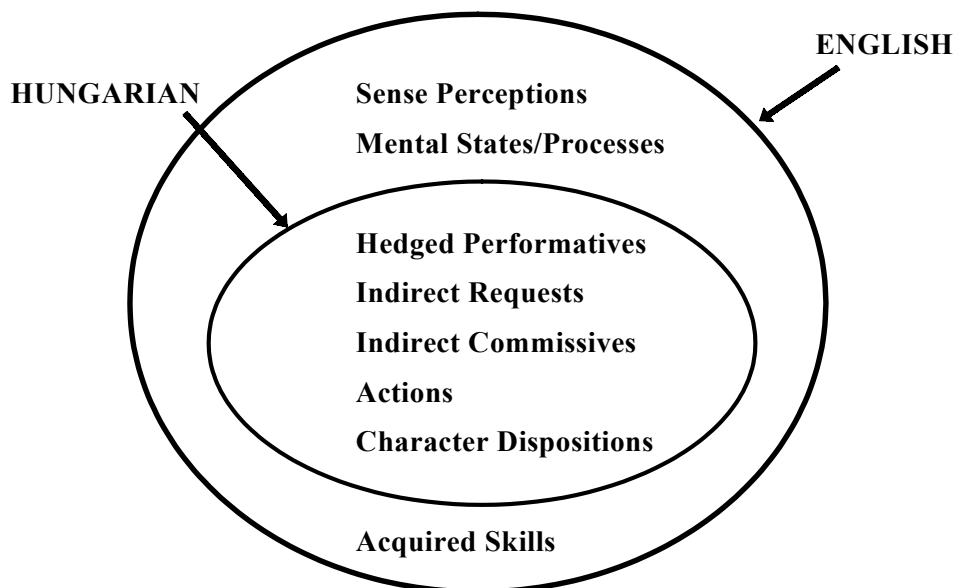 ENGLISH
HUNGARIAN
Sense Perceptions
Mental States/Processes
Hedged Performatives
Indirect Requests
Indirect Commissives
Actions
Character Dispositions
Acquired Skills